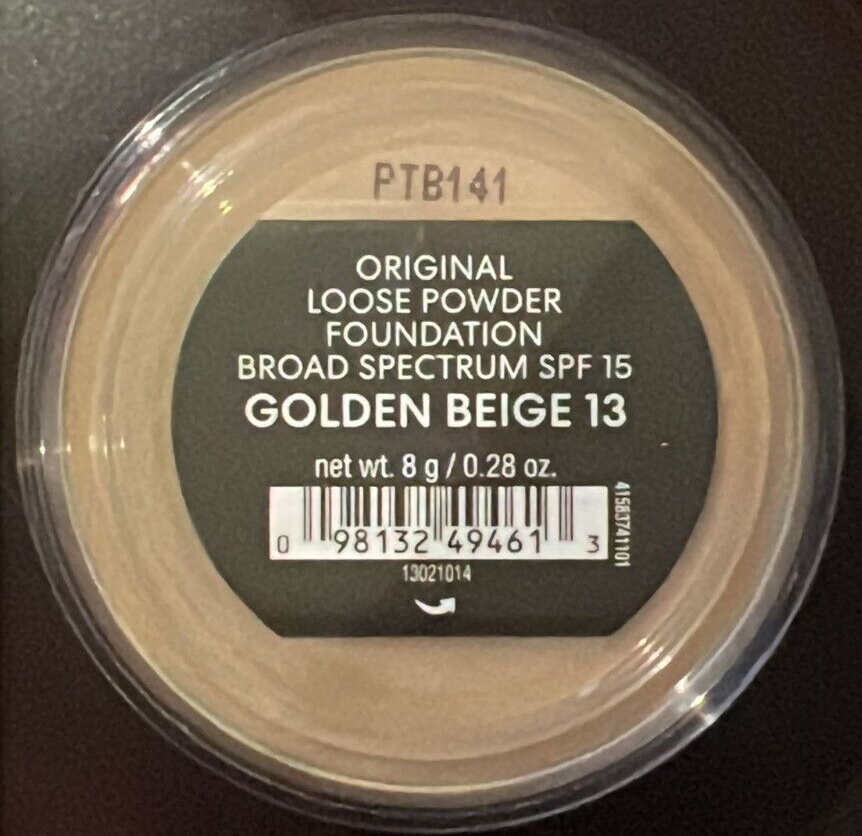 PTB141
ORIGINAL
LOOSE POWDER
FOUNDATION
BROAD SPECTRUM SPF 15
GOLDEN BEIGE 13
net wt. 8 g / 0.28 oz.
0 98132 49461 3
41583741101
13021014